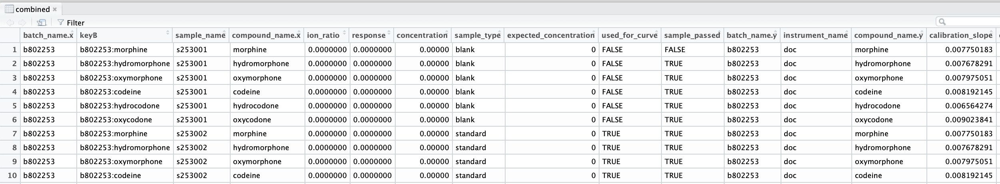 combined
Filter
batch_name.x keyB sample_name compound_name.x ion_ratio response concentration sample_type expected_concentration used_for_curve sample_passed batch_name.y instrument_name compound_name.y calibration_slope
1 b802253 b802253:morphine s253001 morphine 0.0000000 0.0000000 0.00000 blank 0 FALSE FALSE b802253 doc morphine 0.007750183
2 b802253 b802253:hydromorphone s253001 hydromorphone 0.0000000 0.0000000 0.00000 blank 0 FALSE TRUE b802253 doc hydromorphone 0.007678291
3 b802253 b802253:oxymorphone s253001 oxymorphone 0.0000000 0.0000000 0.00000 blank 0 FALSE TRUE b802253 doc oxymorphone 0.007975051
4 b802253 b802253:codeine s253001 codeine 0.0000000 0.0000000 0.00000 blank 0 FALSE TRUE b802253 doc codeine 0.008192145
5 b802253 b802253:hydrocodone s253001 hydrocodone 0.0000000 0.0000000 0.00000 blank 0 FALSE TRUE b802253 doc hydrocodone 0.006564274
6 b802253 b802253:oxycodone s253001 oxycodone 0.0000000 0.0000000 0.00000 blank 0 FALSE TRUE b802253 doc oxycodone 0.009023841
7 b802253 b802253:morphine s253002 morphine 0.0000000 0.0000000 0.00000 standard 0 TRUE TRUE b802253 doc morphine 0.007750183
8 b802253 b802253:hydromorphone s253002 hydromorphone 0.0000000 0.0000000 0.00000 standard 0 TRUE TRUE b802253 doc hydromorphone 0.007678291
9 b802253 b802253:oxymorphone s253002 oxymorphone 0.0000000 0.0000000 0.00000 standard 0 TRUE TRUE b802253 doc oxymorphone 0.007975051
10 b802253 b802253:codeine s253002 codeine 0.0000000 0.0000000 0.00000 standard 0 TRUE TRUE b802253 doc codeine 0.008192145